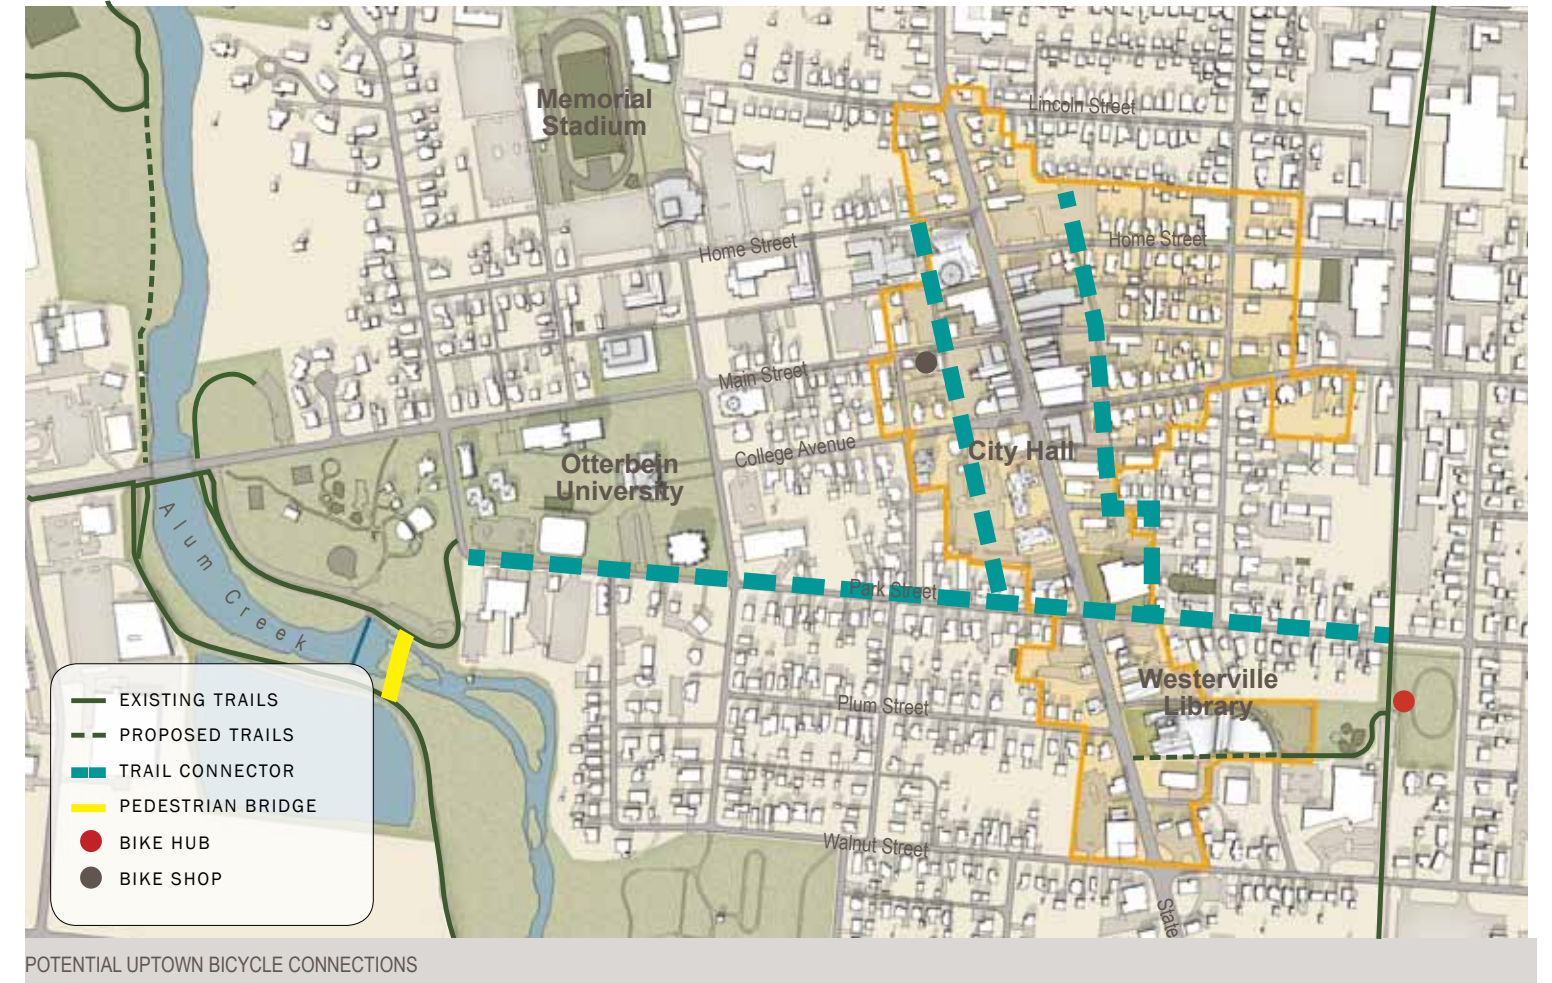 Memorial
Stadium
Lincoln Street
Home Street
Home Street
Main Street
College Avenue
City Hall
Otterbein
University
Alum Creek
Park Street
Westerville
Library
Plum Street
Walnut Street
State
EXISTING TRAILS
PROPOSED TRAILS
TRAIL CONNECTOR
PEDESTRIAN BRIDGE
BIKE HUB
BIKE SHOP
POTENTIAL UPTOWN BICYCLE CONNECTIONS